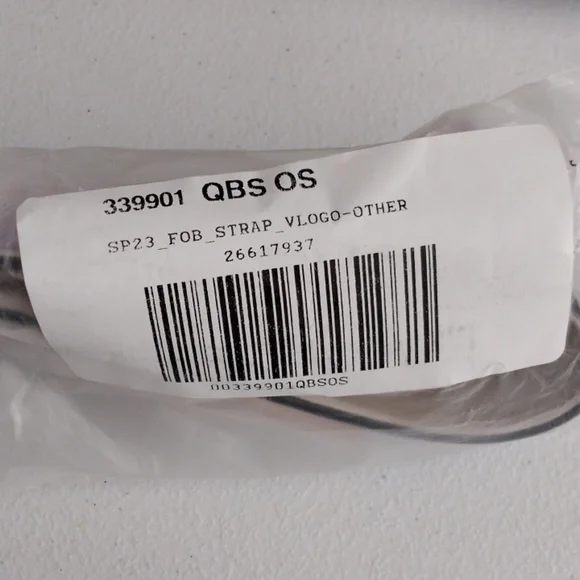 339901 QBS OS
SP23_FOB_STRAP_VLOGO-OTHER
26617937
00339901QBSOS